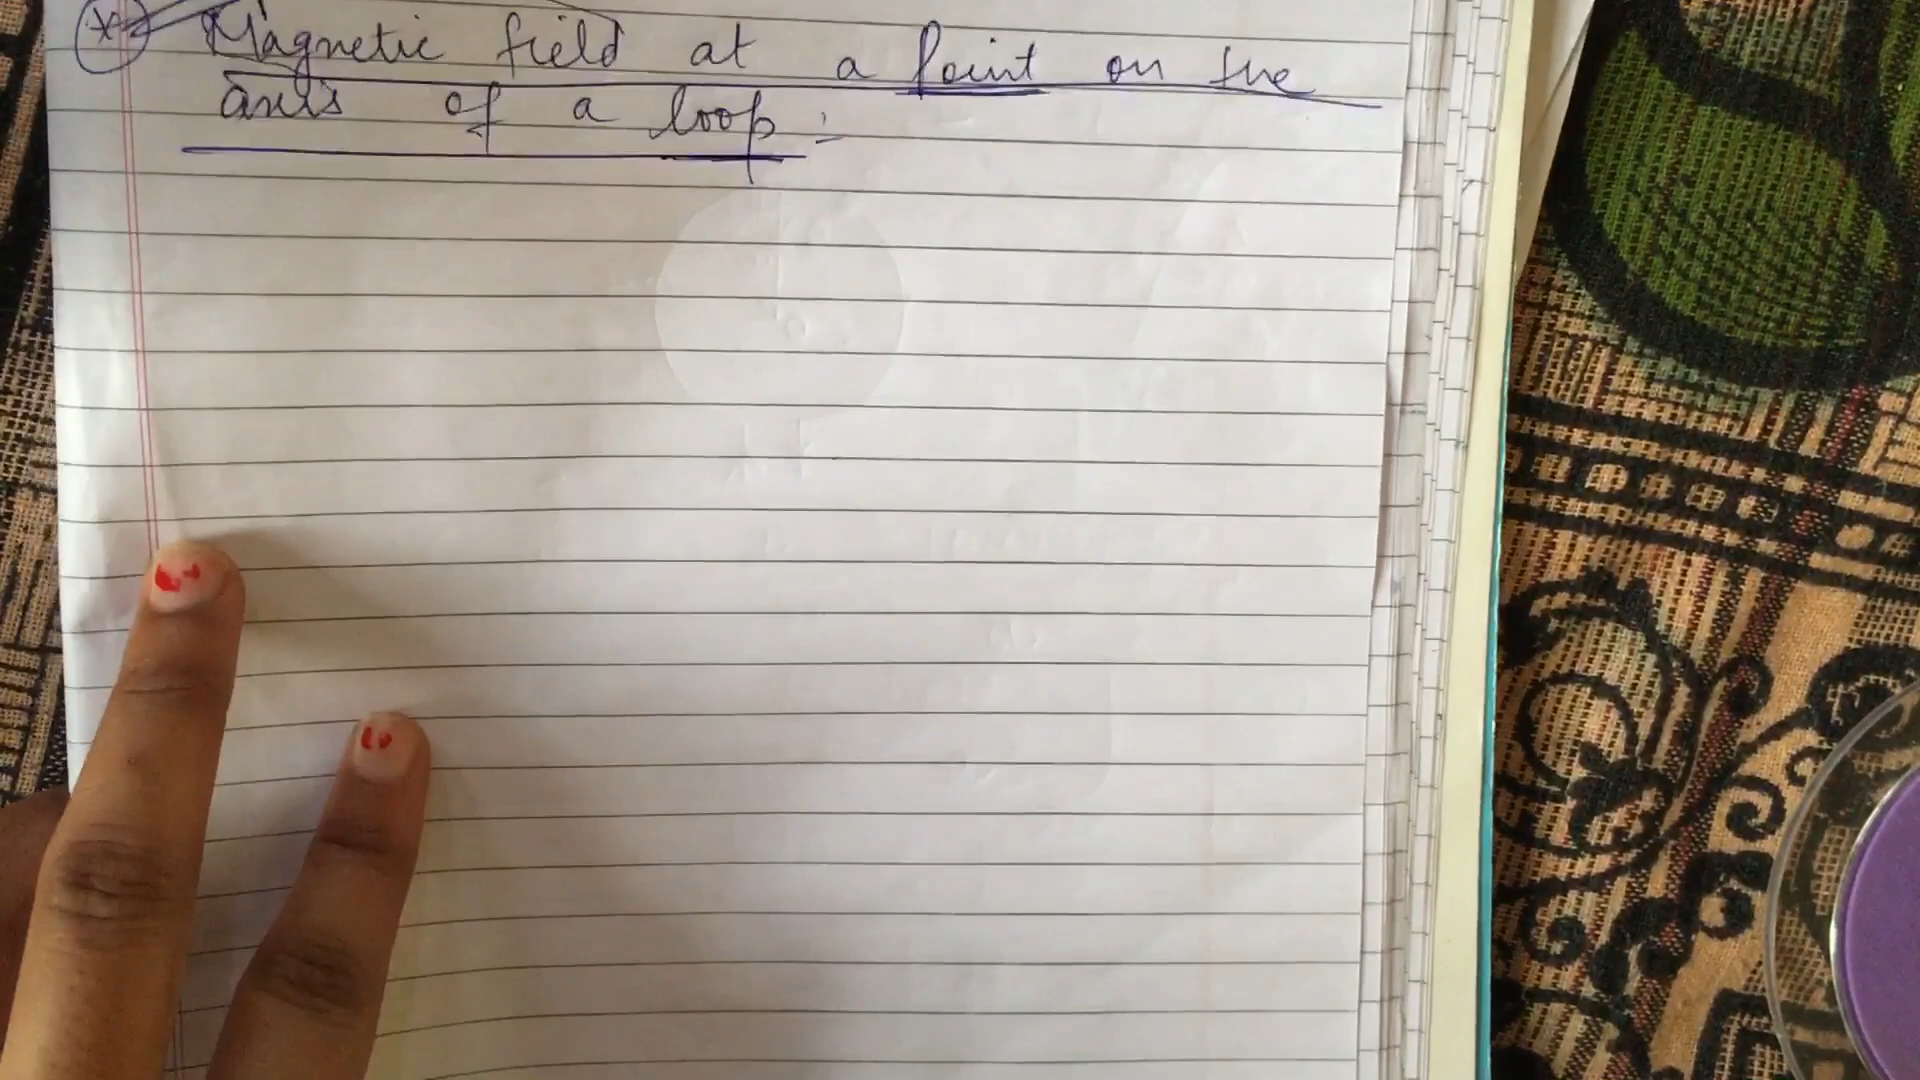 Magnetic field at a Point on the
axis of a loop :-